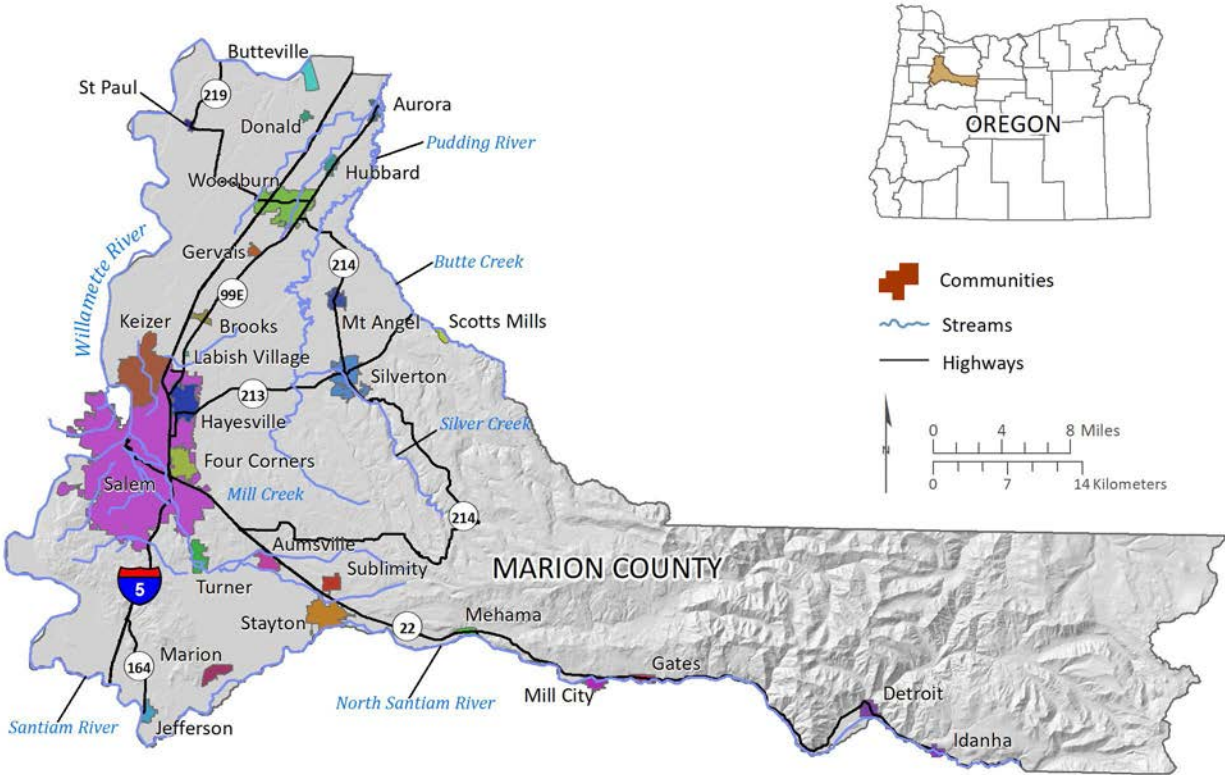 Butteville
St Paul
219
Donald
Aurora
Pudding River
Hubbard
Woodburn
Willamette River
Gervais
214
Butte Creek
99E
Keizer
Brooks
Mt Angel
Scotts Mills
Labish Village
Silverton
213
Hayesville
Silver Creek
Four Corners
Salem
Mill Creek
214
Aumsville
MARION COUNTY
Sublimity
5
Turner
Mehama
Stayton
22
Marion
164
Gates
Mill City
North Santiam River
Detroit
Santiam River
Jefferson
Idanha
OREGON
Communities
Streams
Highways
N
0 4 8 Miles
0 7 14 Kilometers